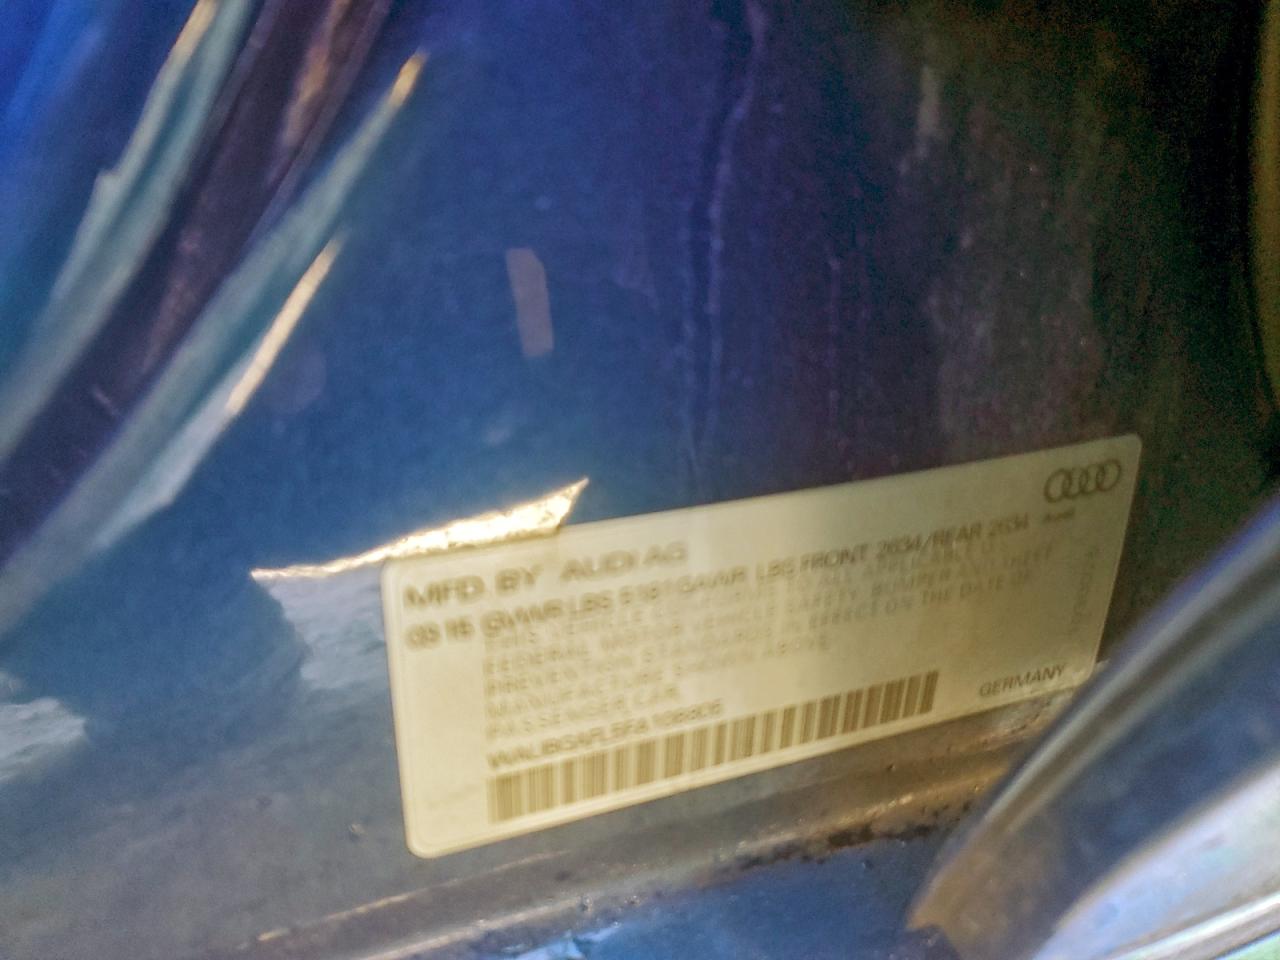 MFD BY AUDI AG
Audi
GVWR LBS GAWR LBS FRONT 2634/REAR 2634
THIS VEHICLE TO ALL APPLICABLE
FEDERAL MOTOR VEHICLE SAFETY, BUMPER AND THEFT
PREVENTION STANDARDS IN EFFECT ON THE DATE OF
MANUFACTURE SHOWN ABOVE
PASSENGER CAR
GERMANY